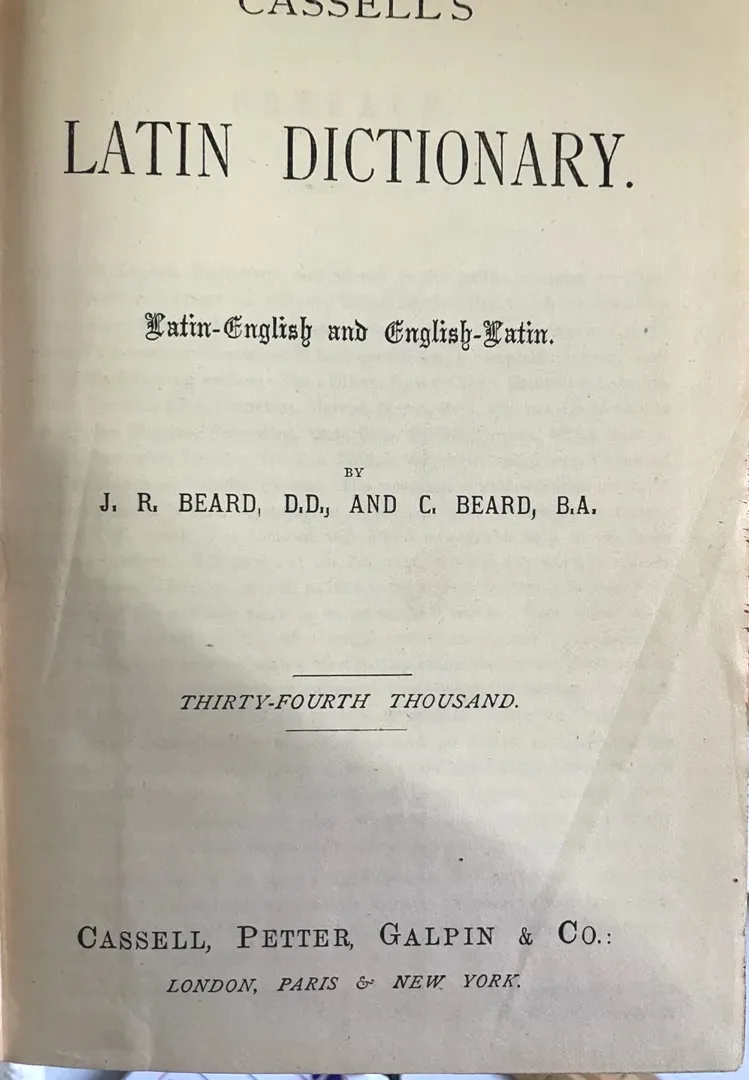 CASSELL'S
LATIN DICTIONARY.
Latin-English and English-Latin.
BY
J. R. BEARD, D.D., AND C. BEARD, B.A.
THIRTY-FOURTH THOUSAND.
CASSELL, PETTER, GALPIN & CO.:
LONDON, PARIS & NEW YORK.